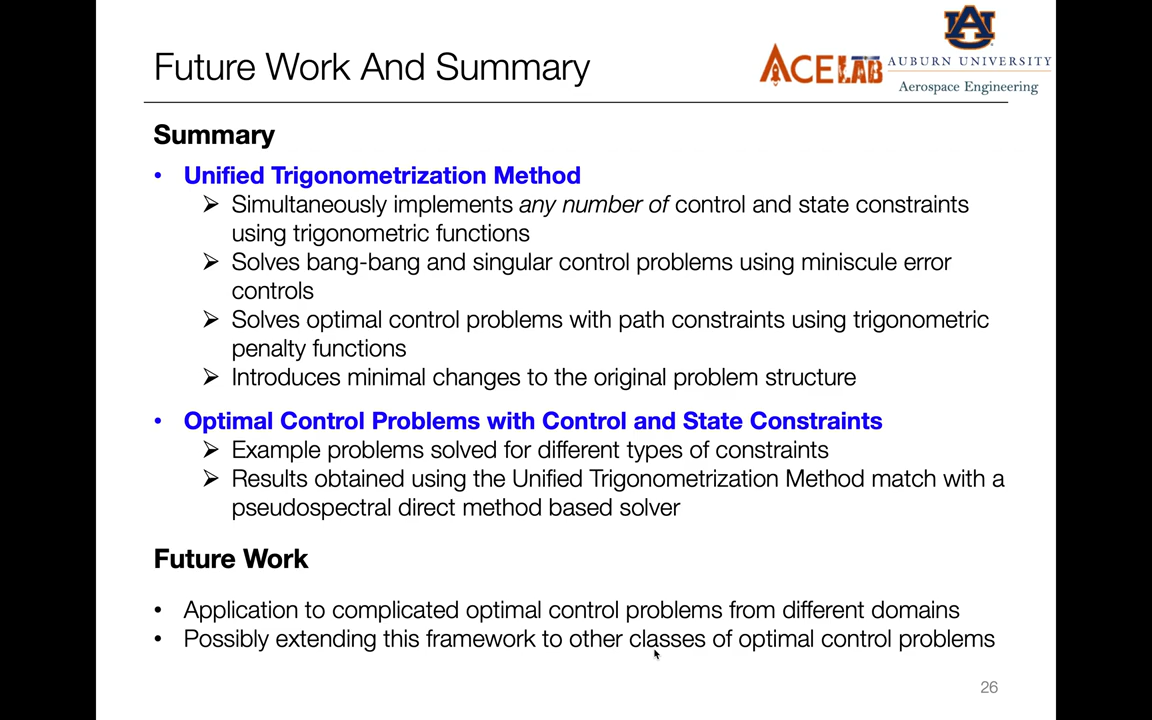 Future Work And Summary
ACE LAB
AU
AUBURN UNIVERSITY
Aerospace Engineering
Summary
• Unified Trigonometrization Method
➢ Simultaneously implements any number of control and state constraints
using trigonometric functions
➢ Solves bang-bang and singular control problems using miniscule error
controls
➢ Solves optimal control problems with path constraints using trigonometric
penalty functions
➢ Introduces minimal changes to the original problem structure
• Optimal Control Problems with Control and State Constraints
➢ Example problems solved for different types of constraints
➢ Results obtained using the Unified Trigonometrization Method match with a
pseudospectral direct method based solver
Future Work
• Application to complicated optimal control problems from different domains
• Possibly extending this framework to other classes of optimal control problems
26